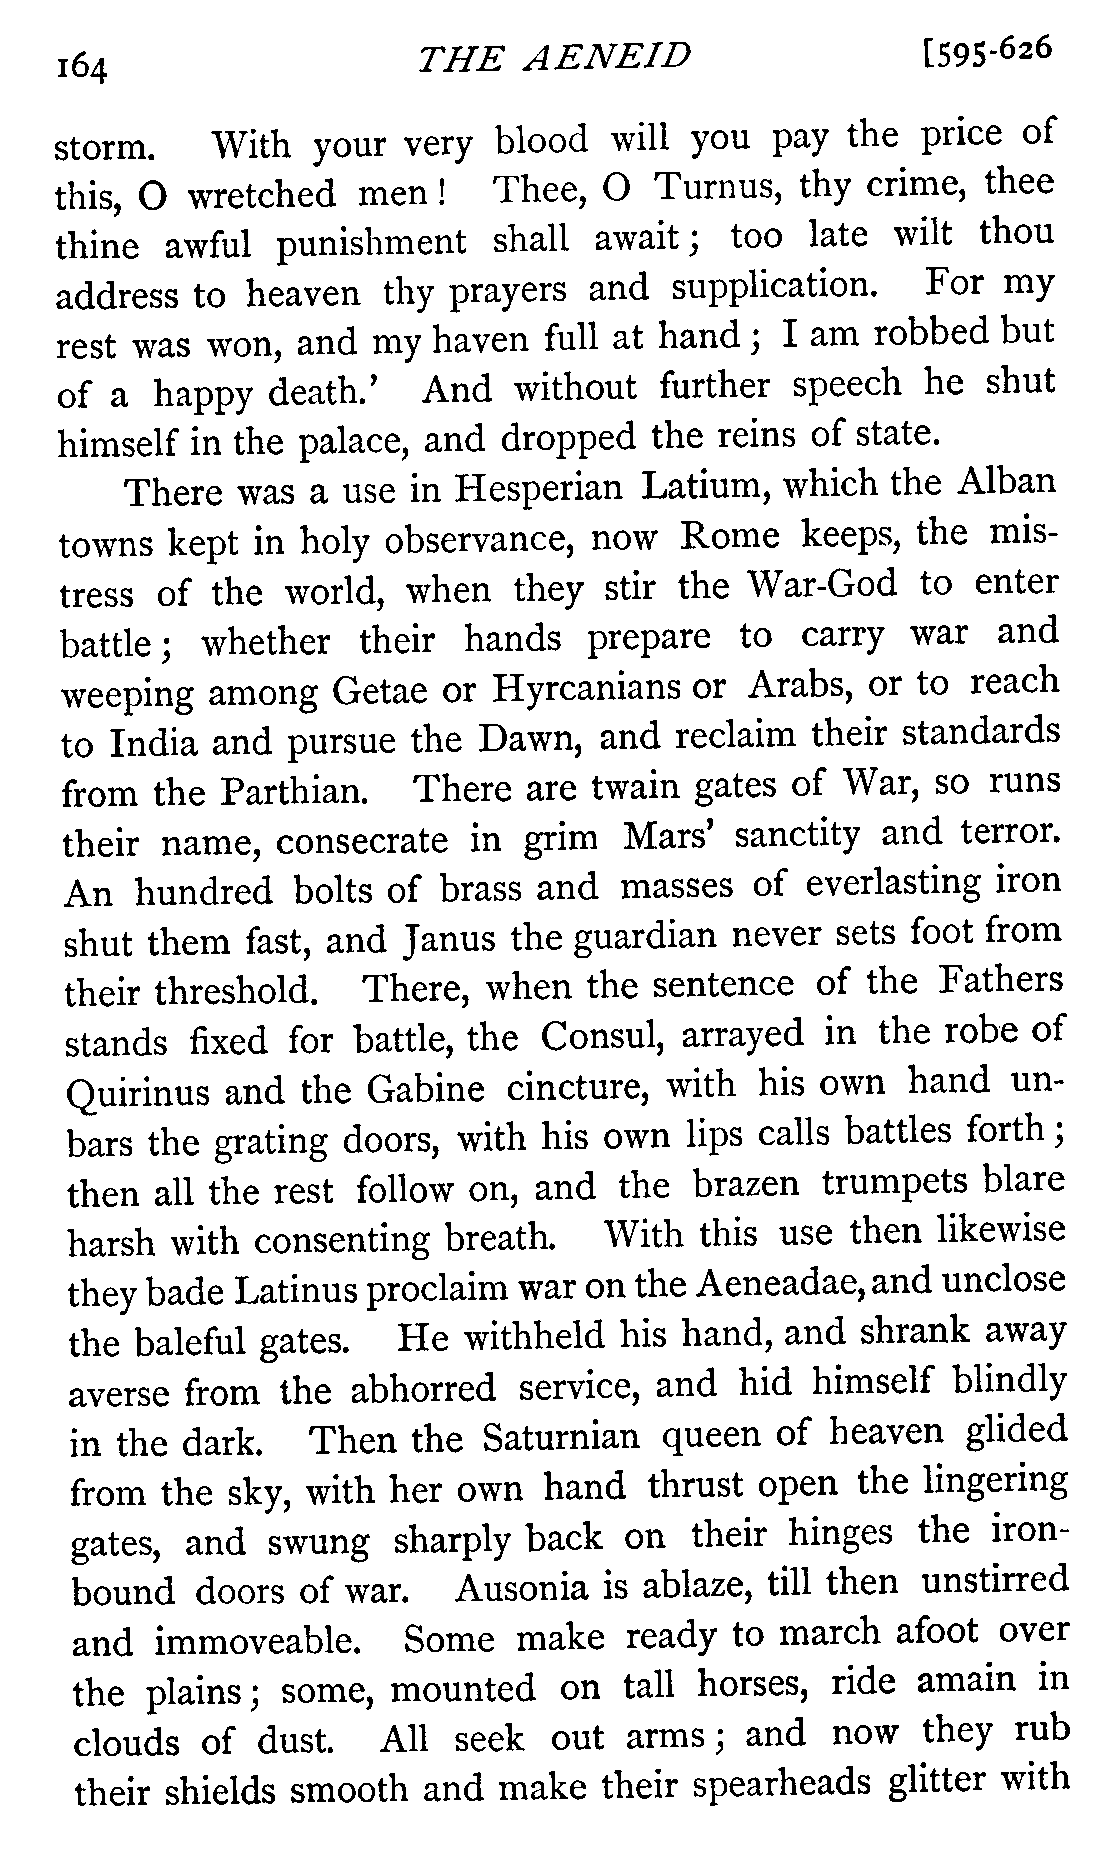 164 THE AENEID [595-626
storm. With your very blood will you pay the price of
this, O wretched men! Thee, O Turnus, thy crime, thee
thine awful punishment shall await; too late wilt thou
address to heaven thy prayers and supplication. For my
rest was won, and my haven full at hand; I am robbed but
of a happy death.' And without further speech he shut
himself in the palace, and dropped the reins of state.
There was a use in Hesperian Latium, which the Alban
towns kept in holy observance, now Rome keeps, the mis-
tress of the world, when they stir the War-God to enter
battle; whether their hands prepare to carry war and
weeping among Getae or Hyrcanians or Arabs, or to reach
to India and pursue the Dawn, and reclaim their standards
from the Parthian. There are twain gates of War, so runs
their name, consecrate in grim Mars' sanctity and terror.
An hundred bolts of brass and masses of everlasting iron
shut them fast, and Janus the guardian never sets foot from
their threshold. There, when the sentence of the Fathers
stands fixed for battle, the Consul, arrayed in the robe of
Quirinus and the Gabine cincture, with his own hand un-
bars the grating doors, with his own lips calls battles forth;
then all the rest follow on, and the brazen trumpets blare
harsh with consenting breath. With this use then likewise
they bade Latinus proclaim war on the Aeneadae, and unclose
the baleful gates. He withheld his hand, and shrank away
averse from the abhorred service, and hid himself blindly
in the dark. Then the Saturnian queen of heaven glided
from the sky, with her own hand thrust open the lingering
gates, and swung sharply back on their hinges the iron-
bound doors of war. Ausonia is ablaze, till then unstirred
and immoveable. Some make ready to march afoot over
the plains; some, mounted on tall horses, ride amain in
clouds of dust. All seek out arms; and now they rub
their shields smooth and make their spearheads glitter with